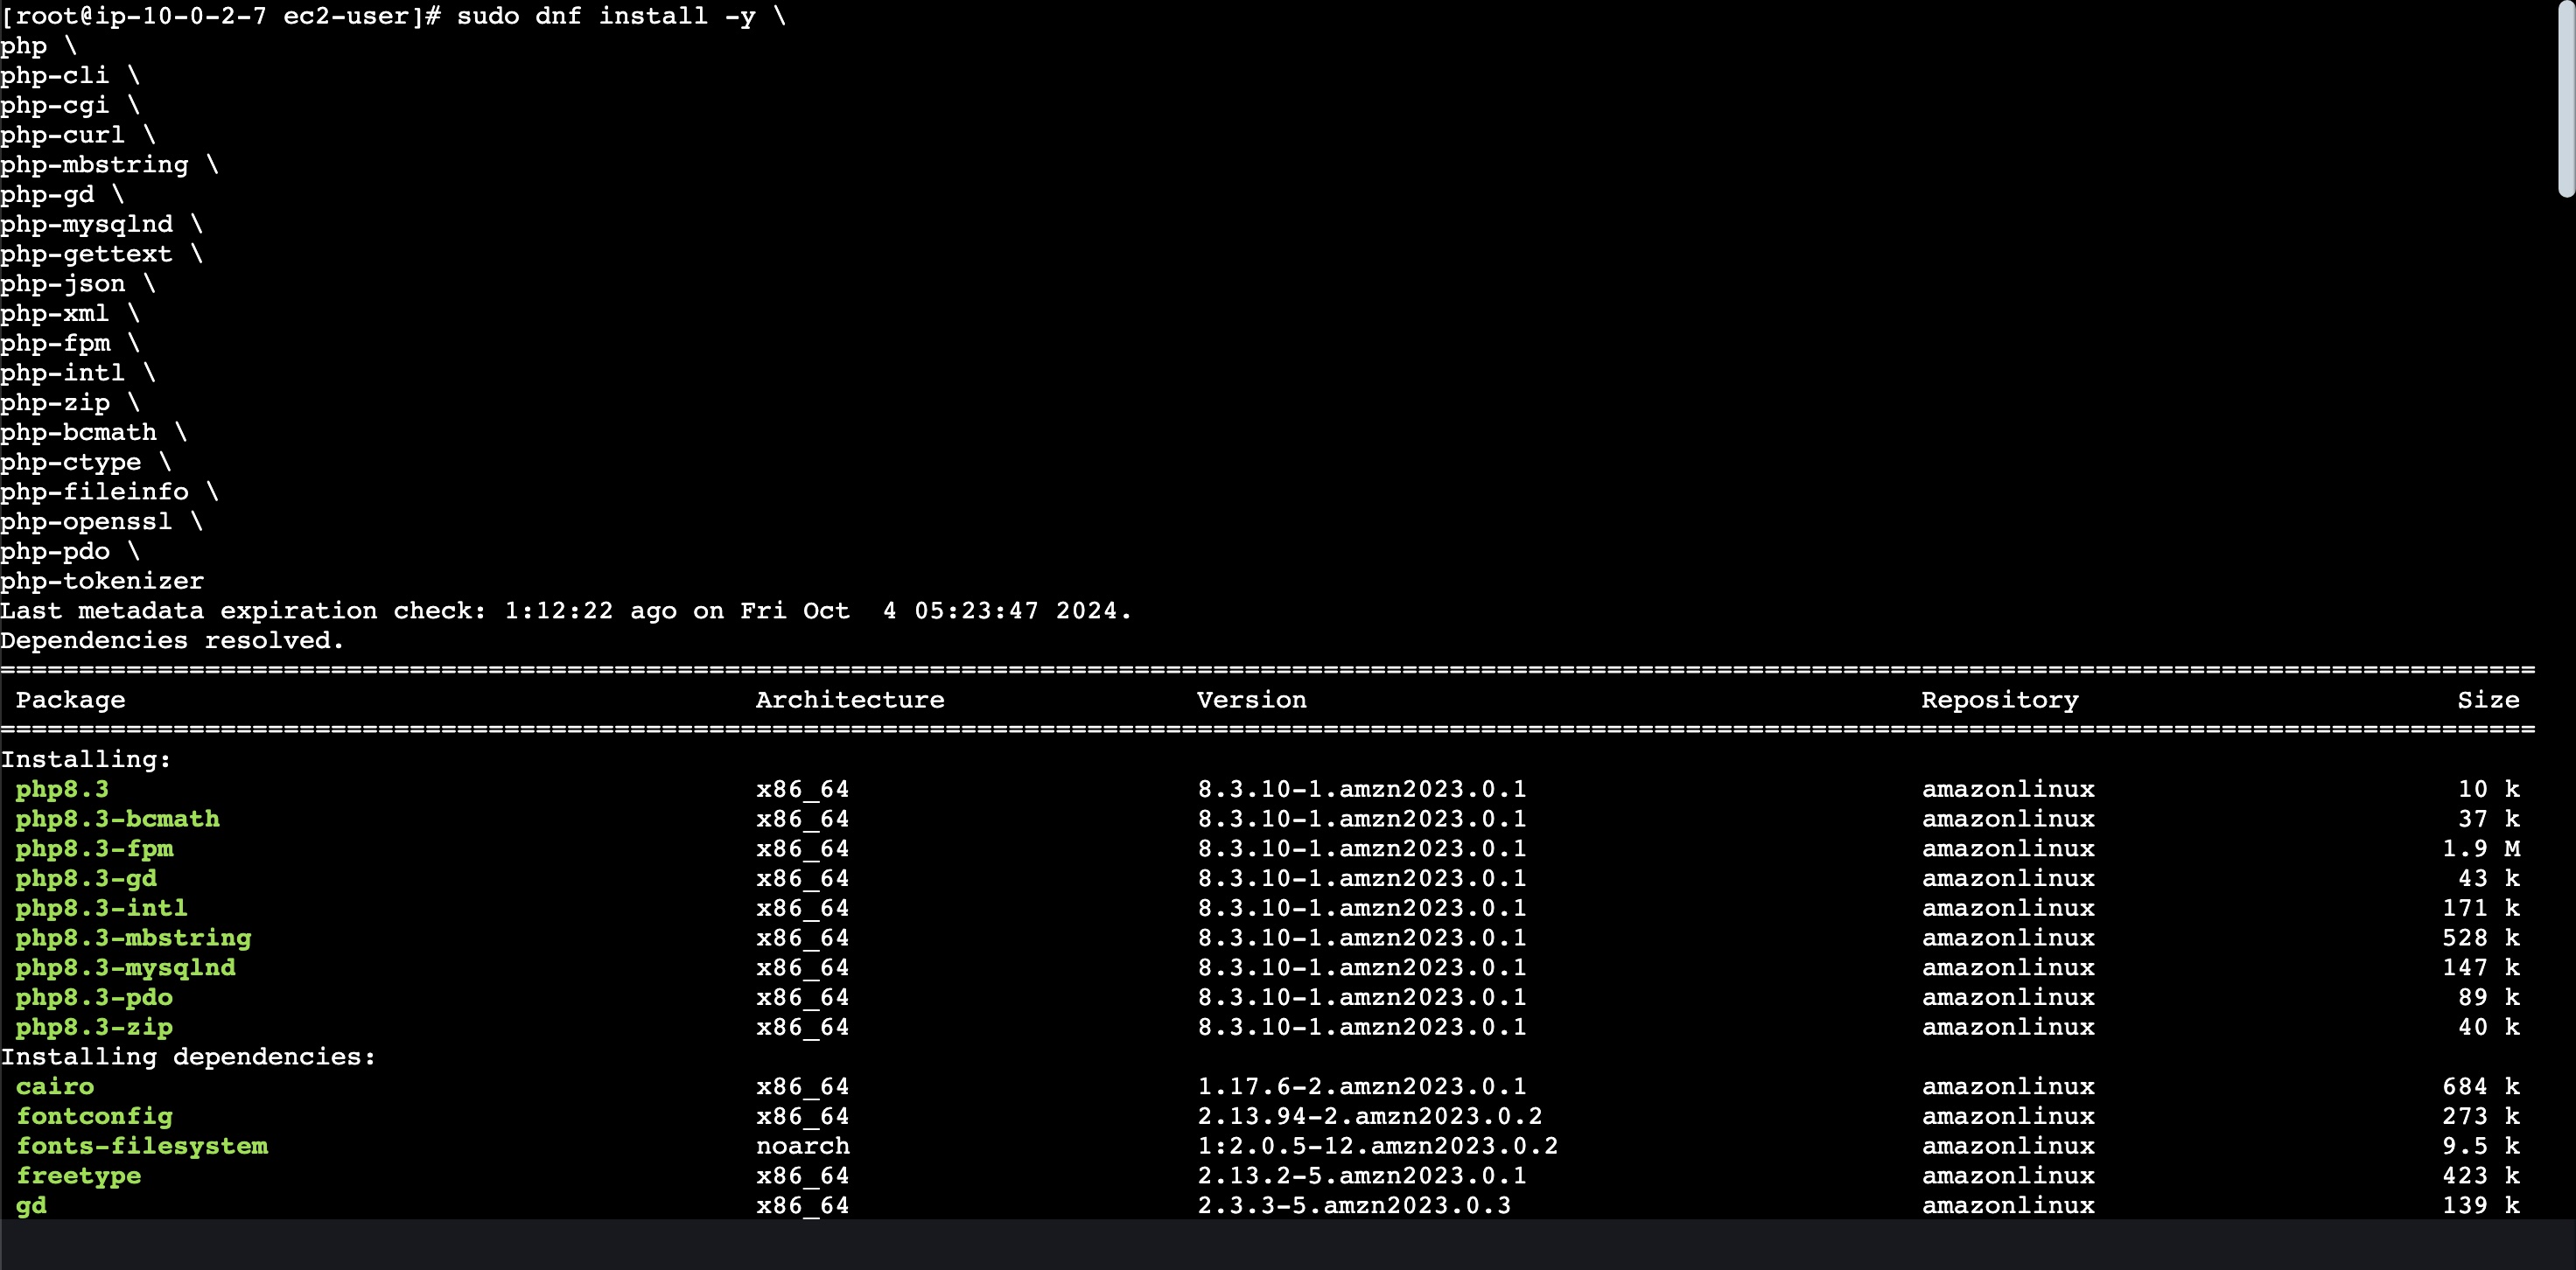 [root@ip-10-0-2-7 ec2-user]# sudo dnf install -y \
php \
php-cli \
php-cgi \
php-curl \
php-mbstring \
php-gd \
php-mysqlnd \
php-gettext \
php-json \
php-xml \
php-fpm \
php-intl \
php-zip \
php-bcmath \
php-ctype \
php-fileinfo \
php-openssl \
php-pdo \
php-tokenizer
Last metadata expiration check: 1:12:22 ago on Fri Oct  4 05:23:47 2024.
Dependencies resolved.
================================================================================
Package Architecture Version Repository Size
================================================================================
Installing:
php8.3 x86_64 8.3.10-1.amzn2023.0.1 amazonlinux 10 k
php8.3-bcmath x86_64 8.3.10-1.amzn2023.0.1 amazonlinux 37 k
php8.3-fpm x86_64 8.3.10-1.amzn2023.0.1 amazonlinux 1.9 M
php8.3-gd x86_64 8.3.10-1.amzn2023.0.1 amazonlinux 43 k
php8.3-intl x86_64 8.3.10-1.amzn2023.0.1 amazonlinux 171 k
php8.3-mbstring x86_64 8.3.10-1.amzn2023.0.1 amazonlinux 528 k
php8.3-mysqlnd x86_64 8.3.10-1.amzn2023.0.1 amazonlinux 147 k
php8.3-pdo x86_64 8.3.10-1.amzn2023.0.1 amazonlinux 89 k
php8.3-zip x86_64 8.3.10-1.amzn2023.0.1 amazonlinux 40 k
Installing dependencies:
cairo x86_64 1.17.6-2.amzn2023.0.1 amazonlinux 684 k
fontconfig x86_64 2.13.94-2.amzn2023.0.2 amazonlinux 273 k
fonts-filesystem noarch 1:2.0.5-12.amzn2023.0.2 amazonlinux 9.5 k
freetype x86_64 2.13.2-5.amzn2023.0.1 amazonlinux 423 k
gd x86_64 2.3.3-5.amzn2023.0.3 amazonlinux 139 k